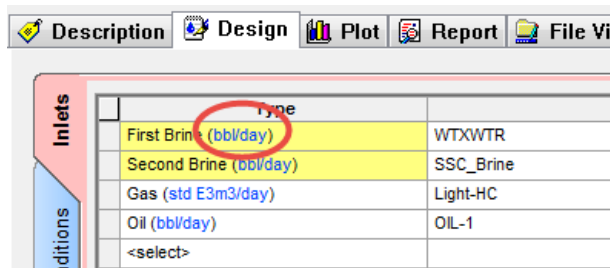 Description Design Plot Report File Vi
Inlets
Type
First Brine (bbl/day) WTXWTR
Second Brine (bbl/day) SSC_Brine
Gas (std E3m3/day) Light-HC
Oil (bbl/day) OIL-1
<select>
ditions